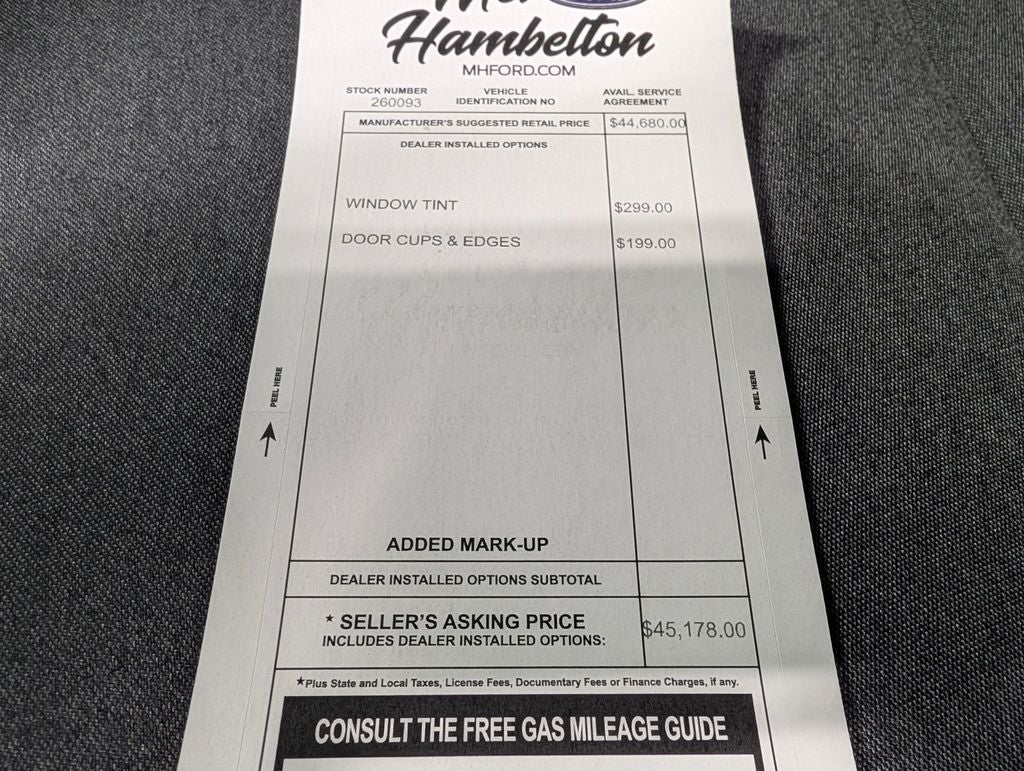 Hambelton
MHFORD.COM
STOCK NUMBER
260093
VEHICLE
IDENTIFICATION NO
AVAIL. SERVICE
AGREEMENT
MANUFACTURER'S SUGGESTED RETAIL PRICE $44,680.00
DEALER INSTALLED OPTIONS
WINDOW TINT $299.00
DOOR CUPS & EDGES $199.00
PEEL HERE
PEEL HERE
ADDED MARK-UP
DEALER INSTALLED OPTIONS SUBTOTAL
* SELLER'S ASKING PRICE
INCLUDES DEALER INSTALLED OPTIONS: $45,178.00
*Plus State and Local Taxes, License Fees, Documentary Fees or Finance Charges, if any.
CONSULT THE FREE GAS MILEAGE GUIDE